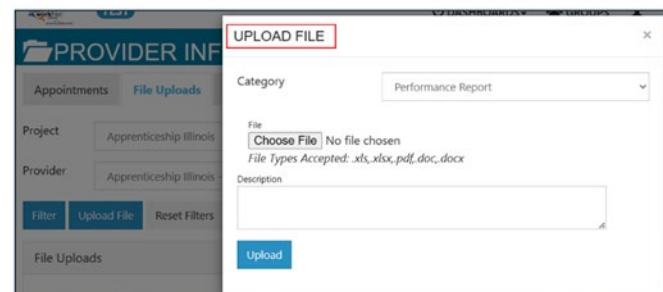 TEST
DASHBOARDS
GROUPS
PROVIDER INF
UPLOAD FILE
×
Appointments
File Uploads
Category
Performance Report
Project
Apprenticeship Illinois
File
Choose File No file chosen
File Types Accepted: .xls,.xlsx,.pdf,.doc,.docx
Provider
Apprenticeship Illinois -
Description
Filter
Upload File
Reset Filters
File Uploads
Upload